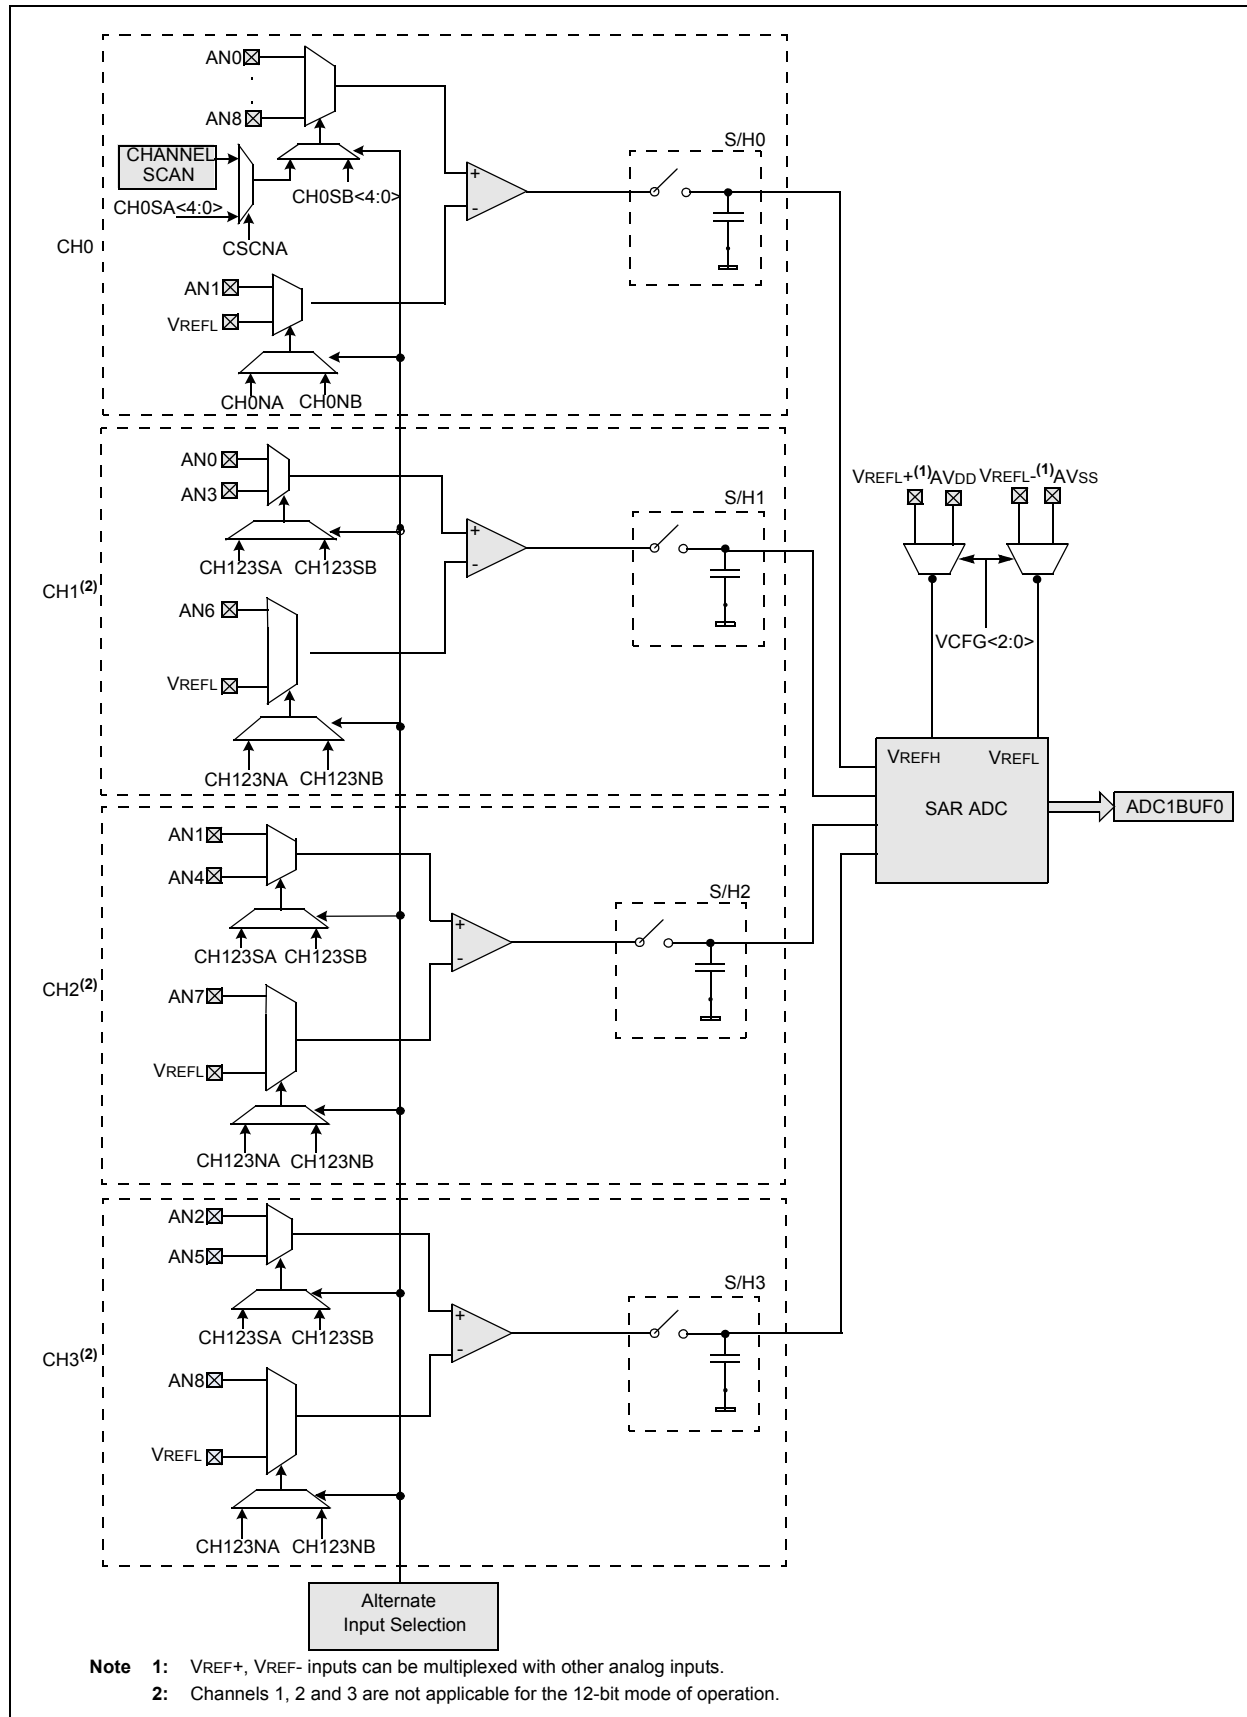 AN0
.
.
AN8
CHANNEL
SCAN
CH0SA<4:0>
CH0SB<4:0>
CSCNA
CH0
AN1
VREFL
CH0NA CH0NB
+
-
S/H0
AN0
AN3
CH123SA CH123SB
CH1(2)
AN6
VREFL
CH123NA CH123NB
+
-
S/H1
VREFL+(1)AVDD VREFL-(1)AVSS
VCFG<2:0>
VREFH VREFL
SAR ADC
ADC1BUF0
AN1
AN4
CH123SA CH123SB
CH2(2)
AN7
VREFL
CH123NA CH123NB
+
-
S/H2
AN2
AN5
CH123SA CH123SB
CH3(2)
AN8
VREFL
CH123NA CH123NB
+
-
S/H3
Alternate
Input Selection
Note 1: VREF+, VREF- inputs can be multiplexed with other analog inputs.
2: Channels 1, 2 and 3 are not applicable for the 12-bit mode of operation.